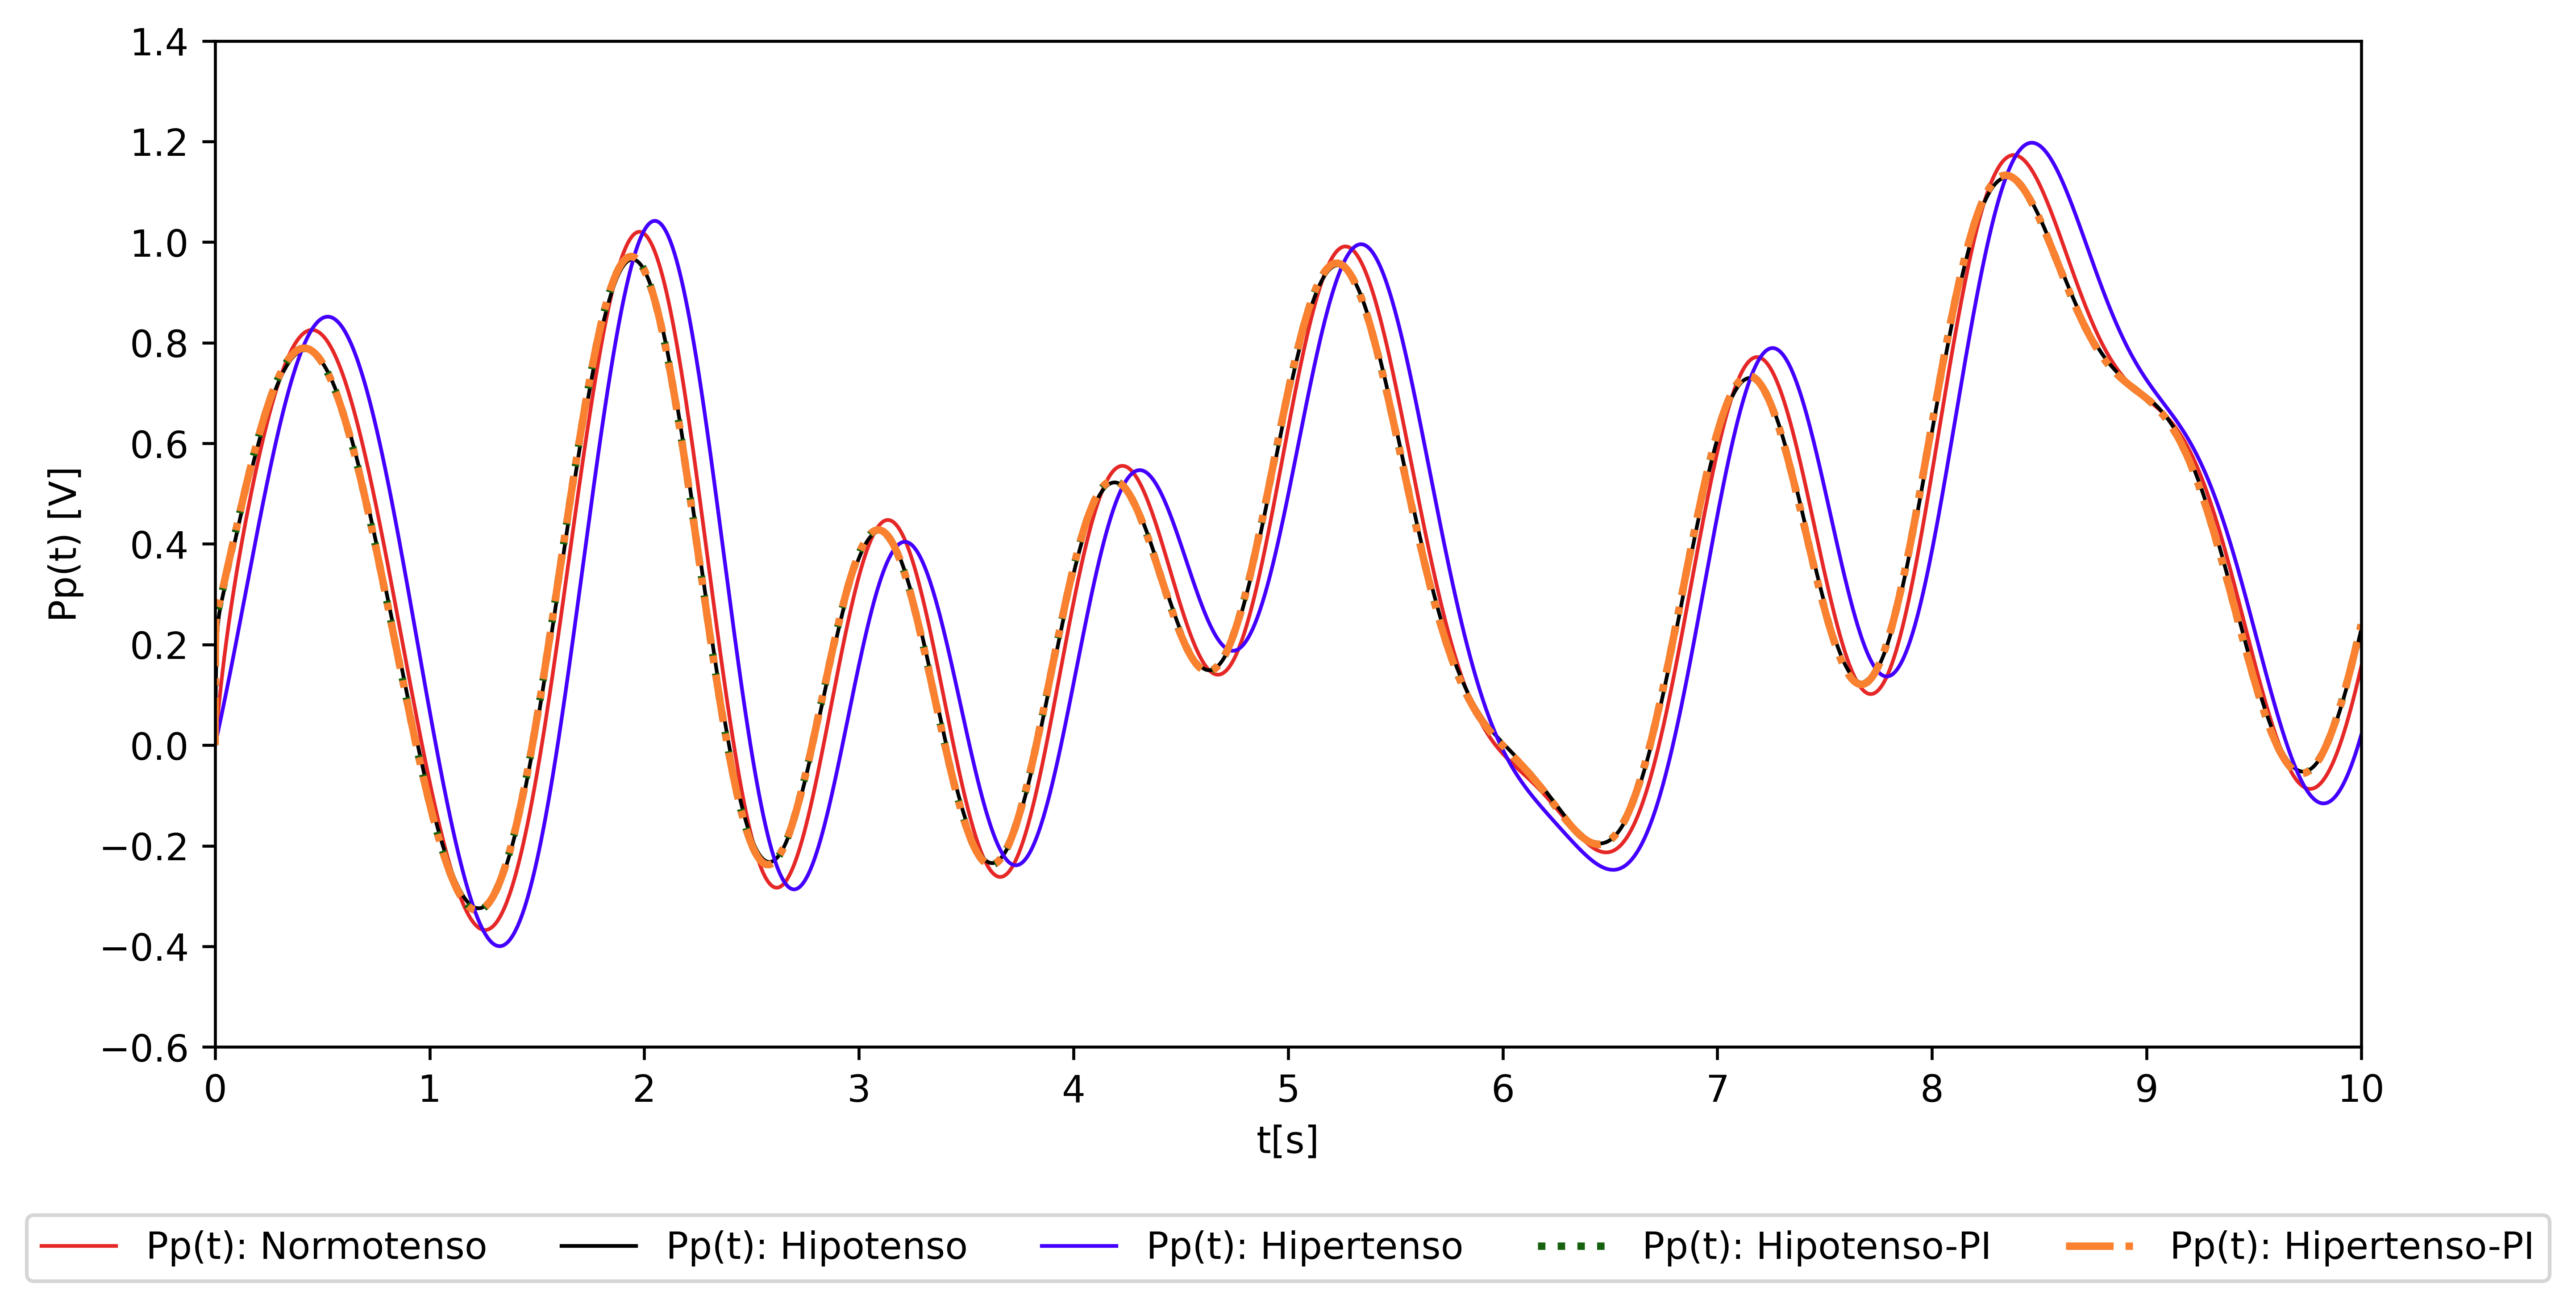 1.4
1.2
1.0
0.8
0.6
0.4
0.2
0.0
−0.2
−0.4
−0.6
Pp(t) [V]
0 1 2 3 4 5 6 7 8 9 10
t[s]
Pp(t): Normotenso Pp(t): Hipotenso Pp(t): Hipertenso Pp(t): Hipotenso-PI Pp(t): Hipertenso-PI